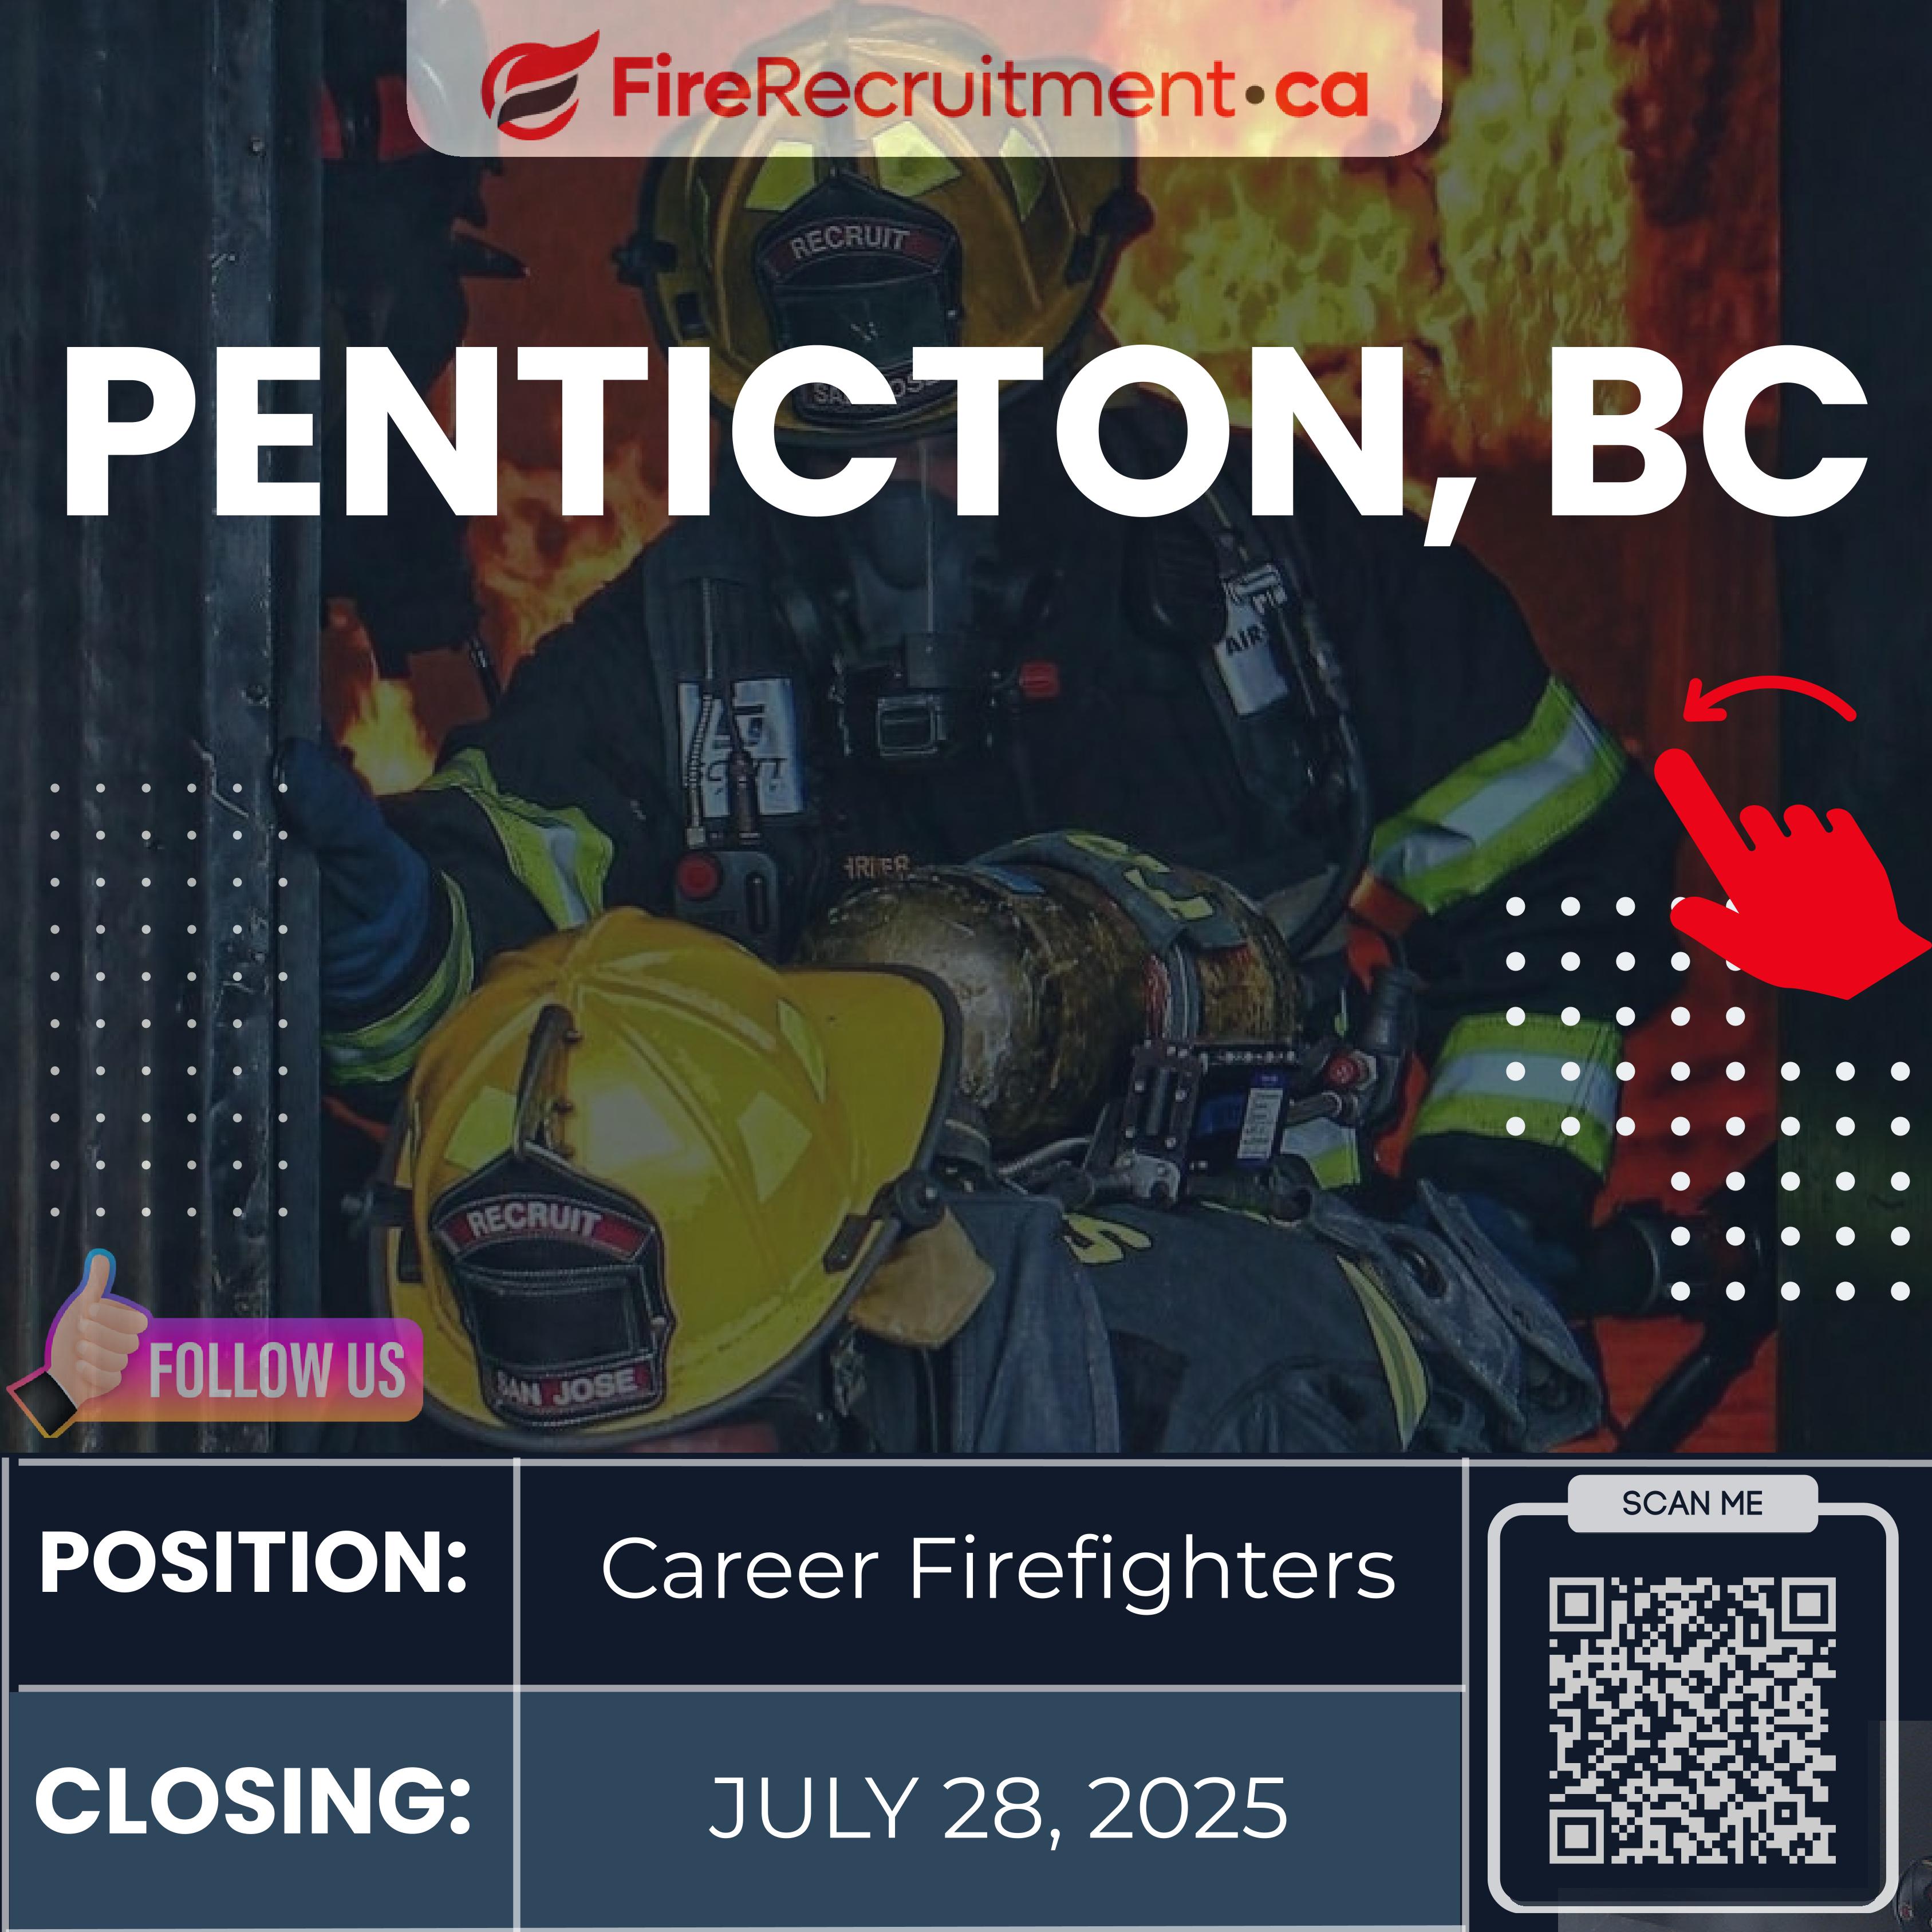 FireRecruitment.ca
RECRUIT
PENTICTON, BC
AIR
RECRUIT
SAN JOSE
FOLLOW US
POSITION:
Career Firefighters
SCAN ME
CLOSING:
JULY 28, 2025